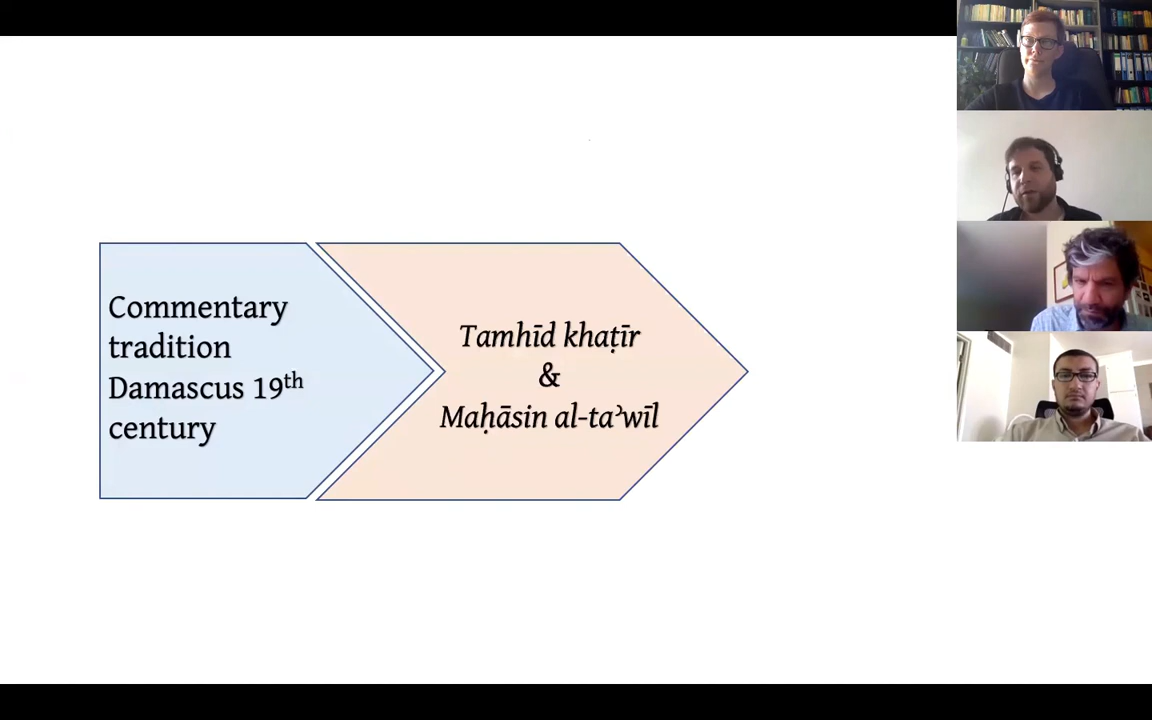 Commentary
tradition
Damascus 19th
century
Tamhīd khaṭīr
&
Maḥāsin al-taʾwīl